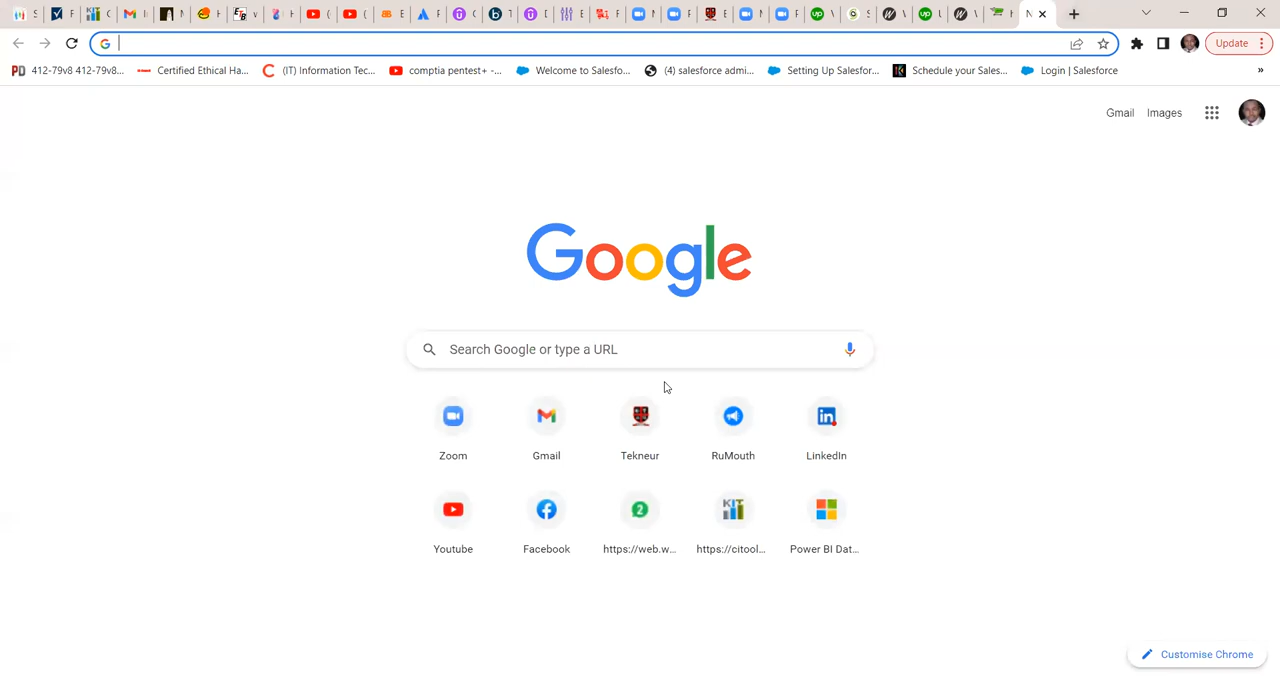 Update
412-79v8 412-79v8...
Certified Ethical Ha...
(IT) Information Tec...
comptia pentest+ -...
Welcome to Salesfo...
(4) salesforce admi...
Setting Up Salesfor...
Schedule your Sales...
Login | Salesforce
»
Gmail
Images
Google
Search Google or type a URL
Zoom
Gmail
Tekneur
RuMouth
LinkedIn
Youtube
Facebook
https://web.w...
https://citool...
Power BI Dat...
Customise Chrome